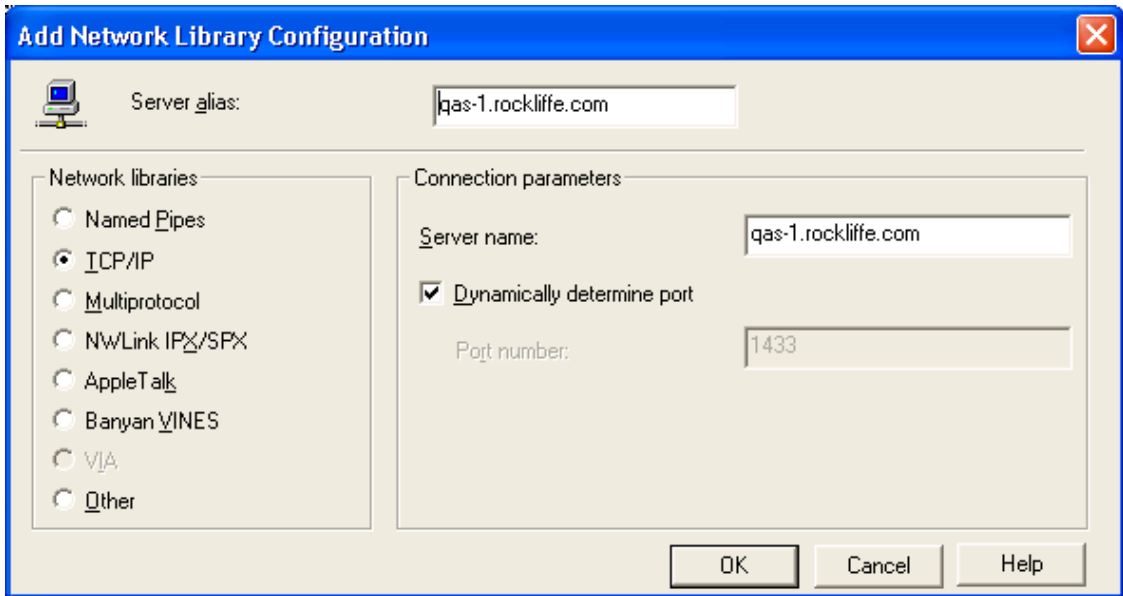 Add Network Library Configuration
Server alias:
qas-1.rockliffe.com
Network libraries
Named Pipes
TCP/IP
Multiprotocol
NWLink IPX/SPX
AppleTalk
Banyan VINES
VIA
Other
Connection parameters
Server name:
qas-1.rockliffe.com
Dynamically determine port
Port number:
1433
OK
Cancel
Help